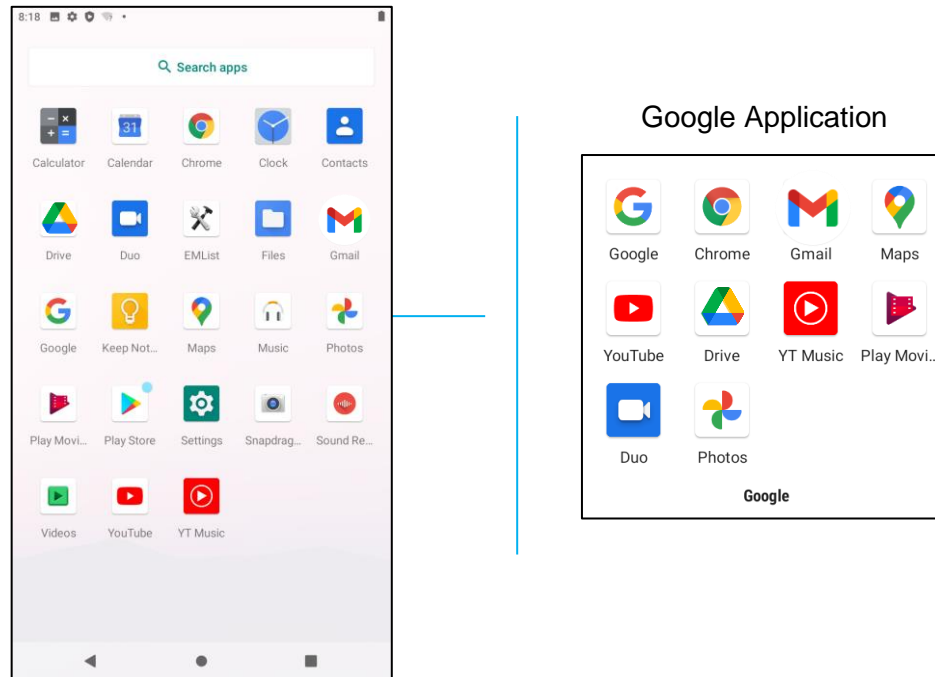 8:18
Search apps
Calculator Calendar Chrome Clock Contacts
Drive Duo EMList Files Gmail
Google Keep Not... Maps Music Photos
Play Movi... Play Store Settings Snapdrag... Sound Re...
Videos YouTube YT Music
Google Application
Google Chrome Gmail Maps
YouTube Drive YT Music Play Movi..
Duo Photos
Google